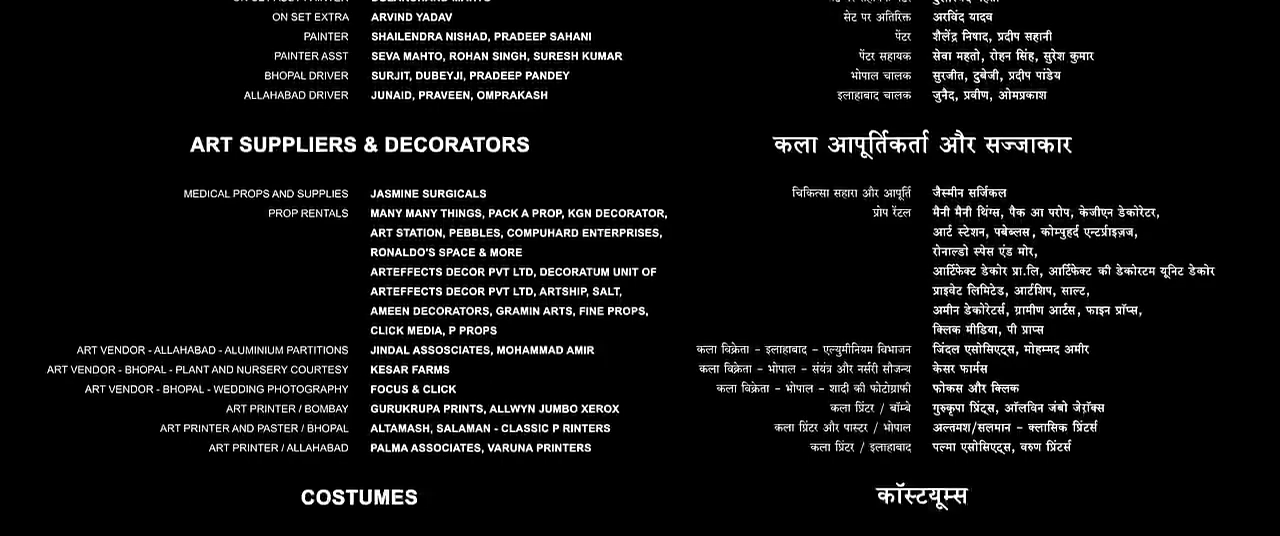 ON SET EXTRA ARVIND YADAV सेट पर अतिरिक्त अरविंद यादव
PAINTER SHAILENDRA NISHAD, PRADEEP SAHANI पेंटर शैलेंद्र निषाद, प्रदीप सहानी
PAINTER ASST SEVA MAHTO, ROHAN SINGH, SURESH KUMAR पेंटर सहायक सेवा महतो, रोहन सिंह, सुरेश कुमार
BHOPAL DRIVER SURJIT, DUBEYJI, PRADEEP PANDEY भोपाल चालक सुरजीत, दुबेजी, प्रदीप पांडेय
ALLAHABAD DRIVER JUNAID, PRAVEEN, OMPRAKASH इलाहाबाद चालक जुनैद, प्रवीण, ओमप्रकाश
ART SUPPLIERS & DECORATORS कला आपूर्तिकर्ता और सज्जाकार
MEDICAL PROPS AND SUPPLIES JASMINE SURGICALS चिकित्सा सहारा और आपूर्ति जैस्मीन सर्जिकल
PROP RENTALS MANY MANY THINGS, PACK A PROP, KGN DECORATOR, प्रोप रेंटल मैनी मैनी थिंग्स, पैक आ परोप, केजीएन डेकोरेटर,
ART STATION, PEBBLES, COMPUHARD ENTERPRISES, आर्ट स्टेशन, पबेब्लस, कोम्पुहर्द एन्टर्प्राइज़ज,
RONALDO'S SPACE & MORE रोनाल्डो स्पेस एंड मोर,
ARTEFFECTS DECOR PVT LTD, DECORATUM UNIT OF आर्टिफेक्ट डेकोर प्रा.लि, आर्टिफेक्ट की डेकोरटम यूनिट डेकोर
ARTEFFECTS DECOR PVT LTD, ARTSHIP, SALT, प्राइवेट लिमिटेड, आर्टशिप, साल्ट,
AMEEN DECORATORS, GRAMIN ARTS, FINE PROPS, अमीन डेकोरेटर्स, ग्रामीण आर्टस, फाइन प्रॉप्स,
CLICK MEDIA, P PROPS क्लिक मीडिया, पी प्राप्स
ART VENDOR - ALLAHABAD - ALUMINIUM PARTITIONS JINDAL ASSOSCIATES, MOHAMMAD AMIR कला विक्रेता - इलाहाबाद - एल्युमीनियम विभाजन जिंदल एसोसिएट्स, मोहम्मद अमीर
ART VENDOR - BHOPAL - PLANT AND NURSERY COURTESY KESAR FARMS कला विक्रेता - भोपाल - संयंत्र और नर्सरी सौजन्य केसर फार्मस
ART VENDOR - BHOPAL - WEDDING PHOTOGRAPHY FOCUS & CLICK कला विक्रेता - भोपाल - शादी की फोटोग्राफी फोकस और क्लिक
ART PRINTER / BOMBAY GURUKRUPA PRINTS, ALLWYN JUMBO XEROX कला प्रिंटर / बॉम्बे गुरुकृपा प्रिंट्स, ऑलविन जंबो जेरॉक्स
ART PRINTER AND PASTER / BHOPAL ALTAMASH, SALAMAN - CLASSIC P RINTERS कला प्रिंटर और पास्टर / भोपाल अल्तमश/सलमान - क्लासिक प्रिंटर्स
ART PRINTER / ALLAHABAD PALMA ASSOCIATES, VARUNA PRINTERS कला प्रिंटर / इलाहाबाद पल्मा एसोसिएट्स, वरुण प्रिंटर्स
COSTUMES कॉस्टयूम्स